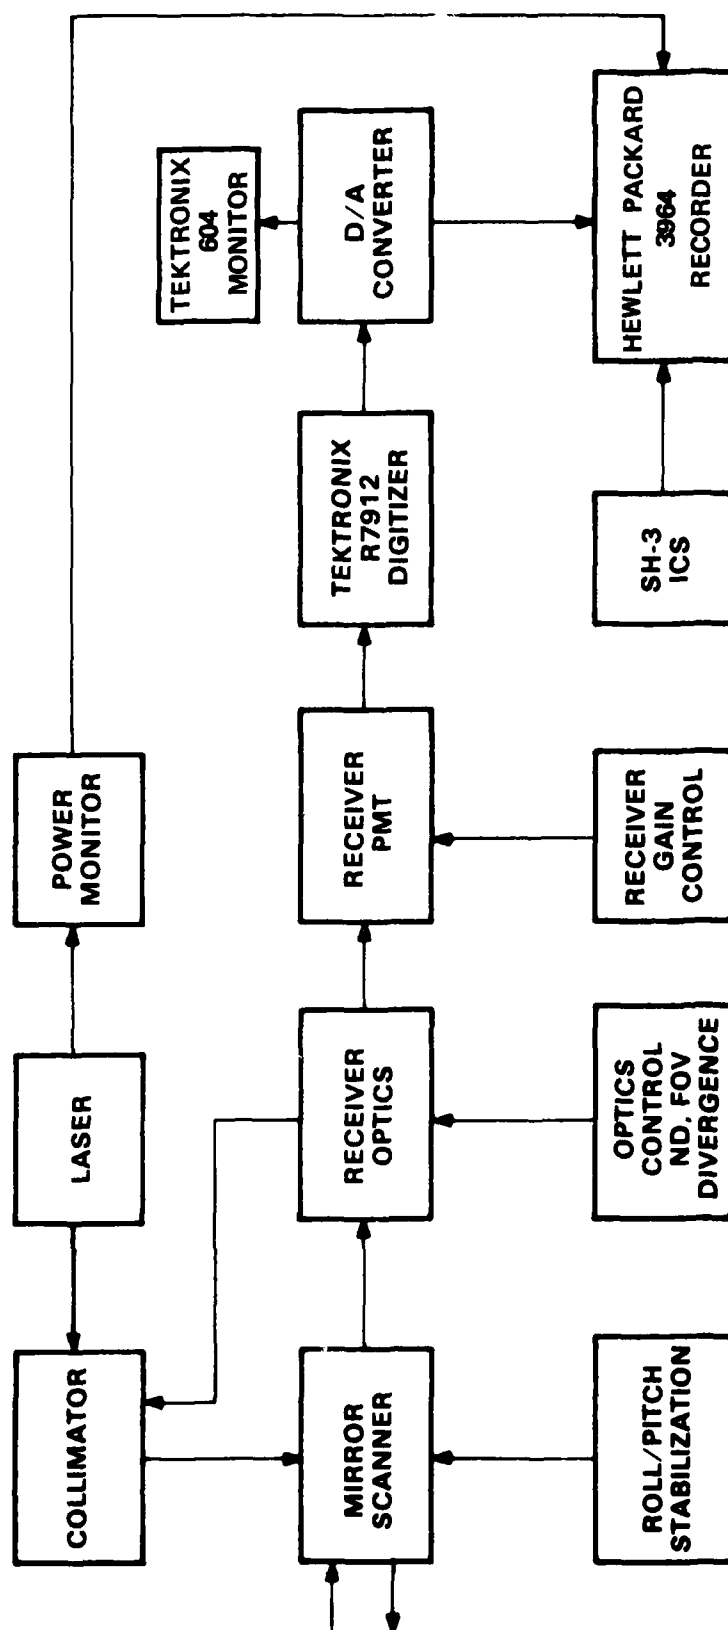 COLLIMATOR
LASER
POWER
MONITOR
MIRROR
SCANNER
RECEIVER
OPTICS
RECEIVER
PMT
TEKTRONIX
R7912
DIGITIZER
D/A
CONVERTER
TEKTRONIX
604
MONITOR
ROLL/PITCH
STABILIZATION
OPTICS
CONTROL
ND. FOV
DIVERGENCE
RECEIVER
GAIN
CONTROL
SH-3
ICS
HEWLETT PACKARD
3964
RECORDER